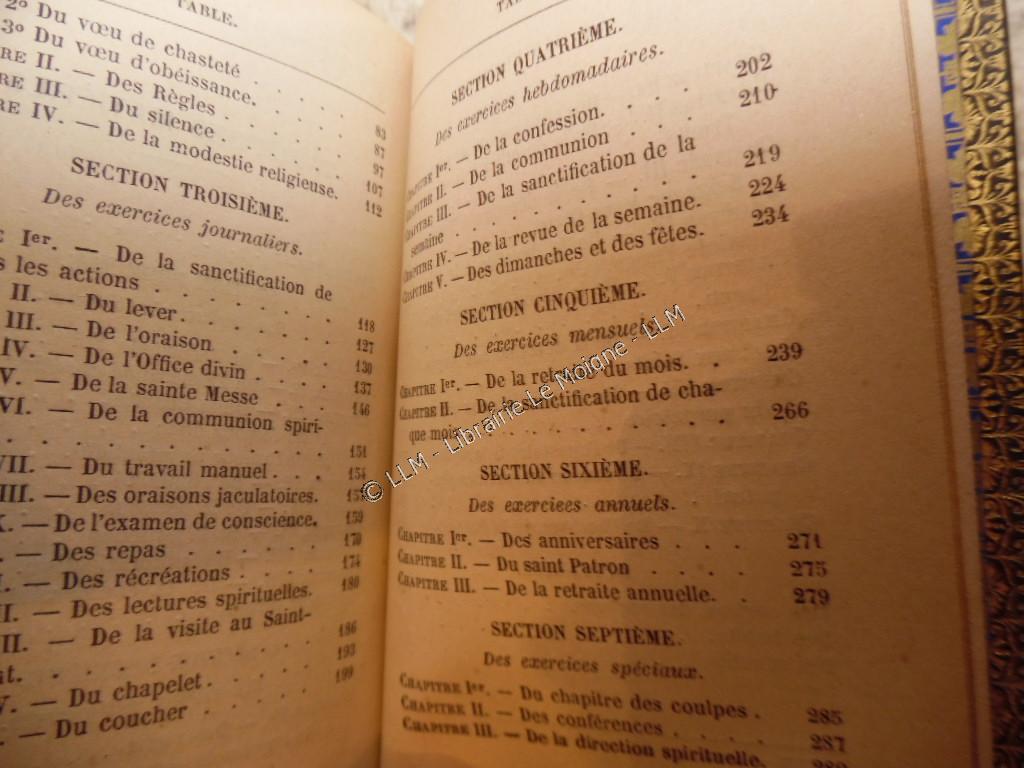 TABLE.
2º Du vœu de chasteté .
3º Du vœu d'obéissance. 83
RE II. — Des Règles . . . . 87
RE III. — Du silence . . . . 97
RE IV. — De la modestie religieuse. 107
112
SECTION TROISIÈME.
Des exercices journaliers.
E Ier. — De la sanctification de
s les actions . . . . . . . 118
II. — Du lever. . . . . . 127
III. — De l'oraison . . . . 130
IV. — De l'Office divin . . . . 137
V. — De la sainte Messe . . . 146
VI. — De la communion spiri-
. . . . . . . . . 151
VII. — Du travail manuel . . . 154
III. — Des oraisons jaculatoires.
X. — De l'examen de conscience. 159
. — Des repas . . . . . 170
I. — Des récréations . . . . 174
II. — Des lectures spirituelles. 180
II. — De la visite au Saint-
t. . . . . . . . . 186
V. — Du chapelet . . . . . 193
. — Du coucher . . . . . 199
SECTION QUATRIÈME.
Des exercices hebdomadaires.
CHAPITRE Ier. — De la confession. . . . 202
CHAPITRE II. — De la communion . . . 210
CHAPITRE III. — De la sanctification de la
semaine . . . . . . . . 219
CHAPITRE IV. — De la revue de la semaine. 224
CHAPITRE V. — Des dimanches et des fêtes. 234
SECTION CINQUIÈME.
Des exercices mensuels.
CHAPITRE Ier. — De la retraite du mois. . 239
CHAPITRE II. — De la sanctification de cha-
que mois . . . . . . . . 266
SECTION SIXIÈME.
Des exercices annuels.
CHAPITRE Ier. — Des anniversaires . . . 271
CHAPITRE II. — Du saint Patron . . . . 275
CHAPITRE III. — De la retraite annuelle. . 279
SECTION SEPTIÈME.
Des exercices spéciaux.
CHAPITRE Ier. — Du chapitre des coulpes . 285
CHAPITRE II. — Des conférences . . . . 287
CHAPITRE III. — De la direction spirituelle.
© LLM - Librairie Le Moigne - LLM